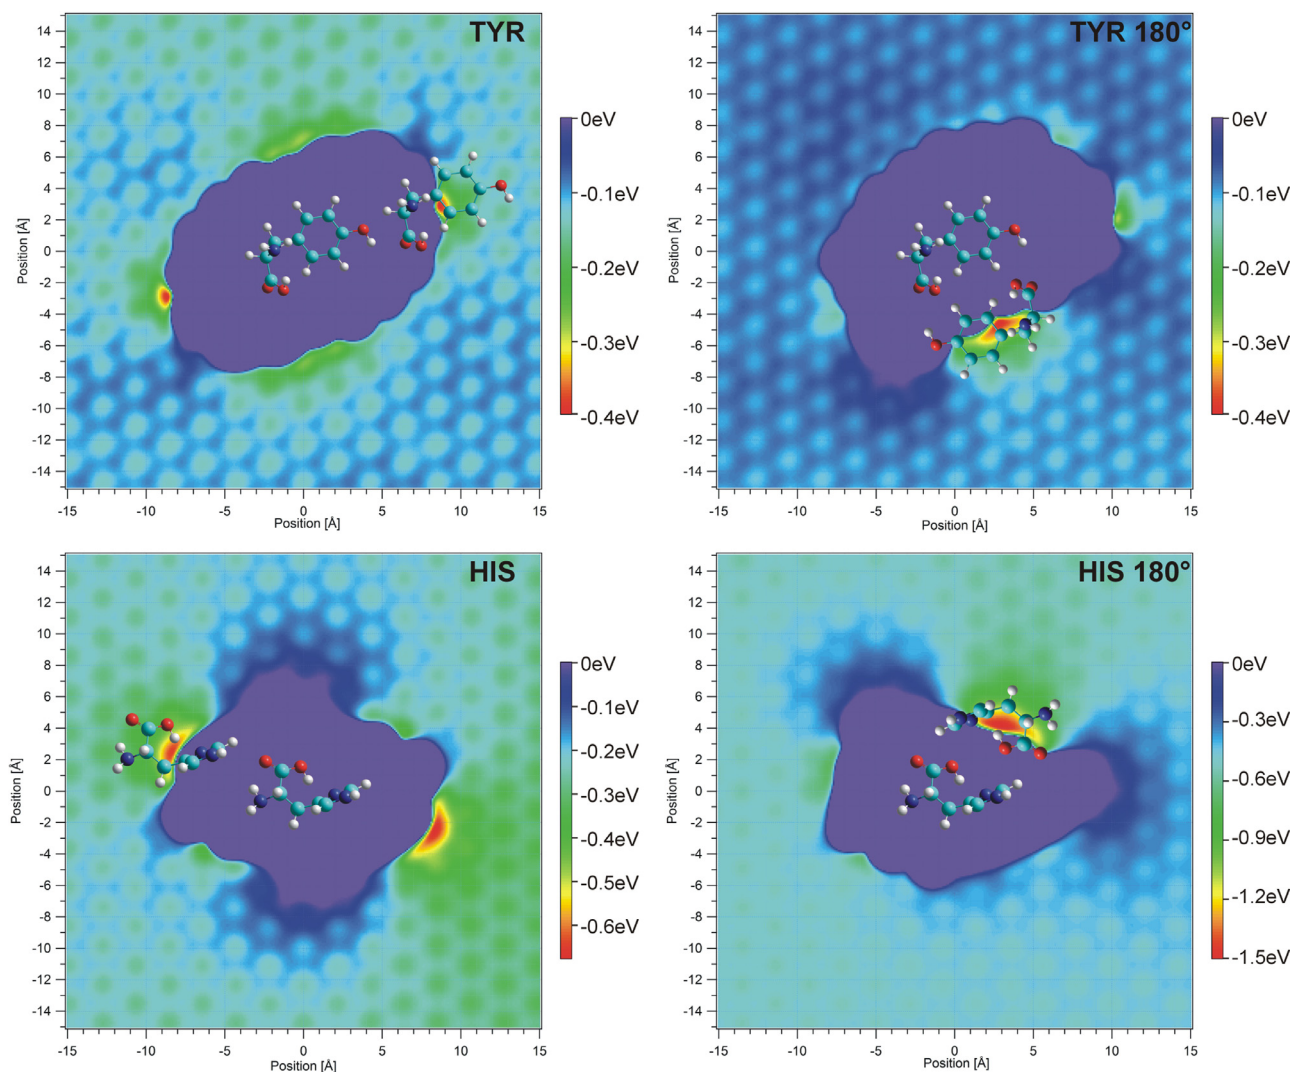 TYR
14
12
10
8
6
4
2
0
-2
-4
-6
-8
-10
-12
-14
Position [Å]
-15 -10 -5 0 5 10 15
Position [Å]
0eV
-0.1eV
-0.2eV
-0.3eV
-0.4eV
TYR 180°
14
12
10
8
6
4
2
0
-2
-4
-6
-8
-10
-12
-14
Position [Å]
-15 -10 -5 0 5 10 15
Position [Å]
0eV
-0.1eV
-0.2eV
-0.3eV
-0.4eV
HIS
14
12
10
8
6
4
2
0
-2
-4
-6
-8
-10
-12
-14
Position [Å]
-15 -10 -5 0 5 10 15
Position [Å]
0eV
-0.1eV
-0.2eV
-0.3eV
-0.4eV
-0.5eV
-0.6eV
HIS 180°
14
12
10
8
6
4
2
0
-2
-4
-6
-8
-10
-12
-14
Position [Å]
-15 -10 -5 0 5 10 15
Position [Å]
0eV
-0.3eV
-0.6eV
-0.9eV
-1.2eV
-1.5eV